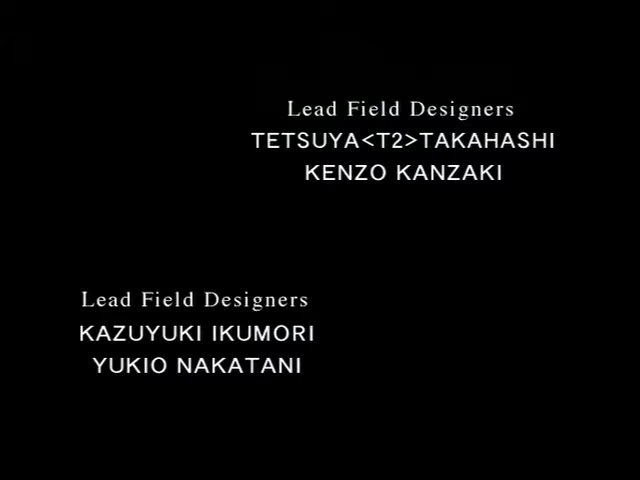 Lead Field Designers
TETSUYA<T2>TAKAHASHI
KENZO KANZAKI
Lead Field Designers
KAZUYUKI IKUMORI
YUKIO NAKATANI